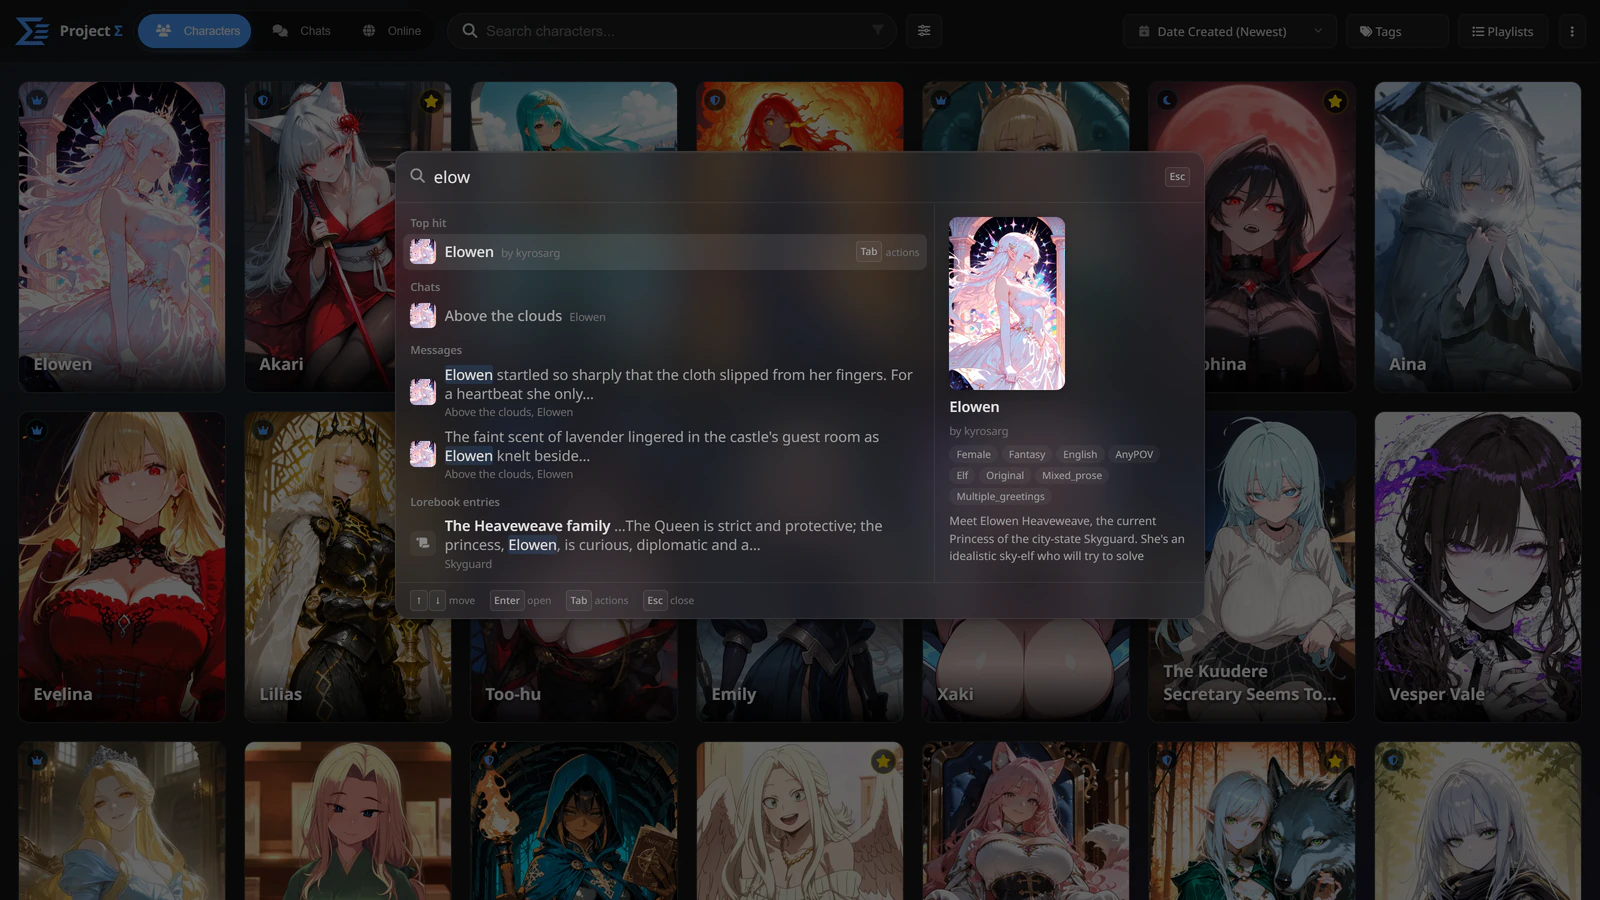 Project Σ
Characters
Chats
Online
Search characters...
Date Created (Newest)
Tags
Playlists
elow
Esc
Top hit
Elowen by kyrosarg
Tab actions
Chats
Above the clouds Elowen
Messages
Elowen startled so sharply that the cloth slipped from her fingers. For
a heartbeat she only...
Above the clouds, Elowen
The faint scent of lavender lingered in the castle's guest room as
Elowen knelt beside...
Above the clouds, Elowen
Lorebook entries
The Heaveweave family ...The Queen is strict and protective; the
princess, Elowen, is curious, diplomatic and a...
Skyguard
↑ ↓ move Enter open Tab actions Esc close
Elowen
by kyrosarg
Female Fantasy English AnyPOV
Elf Original Mixed_prose
Multiple_greetings
Meet Elowen Heaveweave, the current
Princess of the city-state Skyguard. She's an
idealistic sky-elf who will try to solve
Elowen
Akari
Aina
Evelina
Lilias
Too-hu
Emily
Xaki
The Kuudere
Secretary Seems To...
Vesper Vale